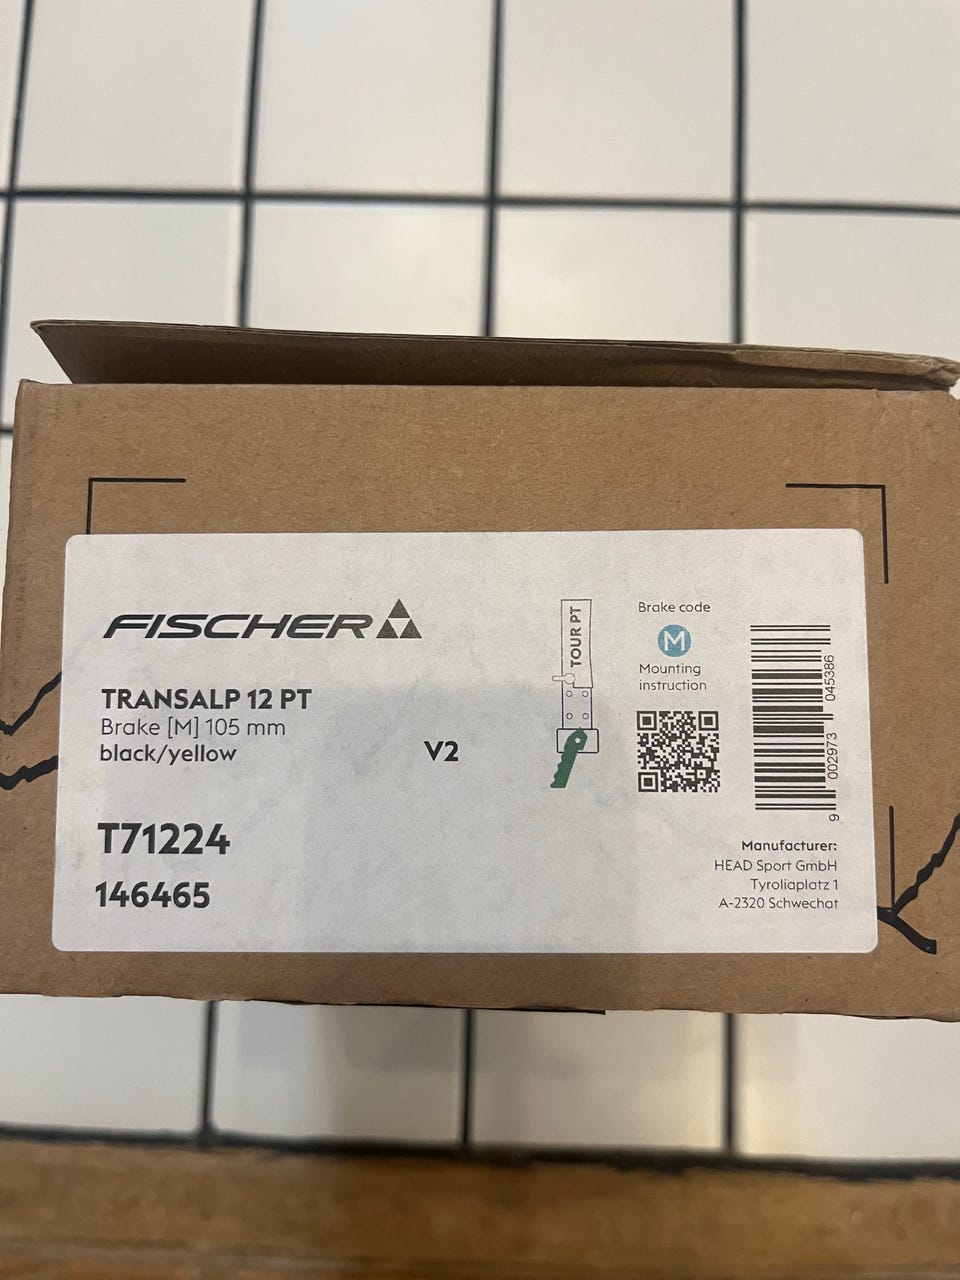 FISCHER
TRANSALP 12 PT
Brake [M] 105 mm
black/yellow
V2
T71224
146465
TOUR PT
Brake code
M
Mounting
instruction
9 002973 045386
Manufacturer:
HEAD Sport GmbH
Tyroliaplatz 1
A-2320 Schwechat